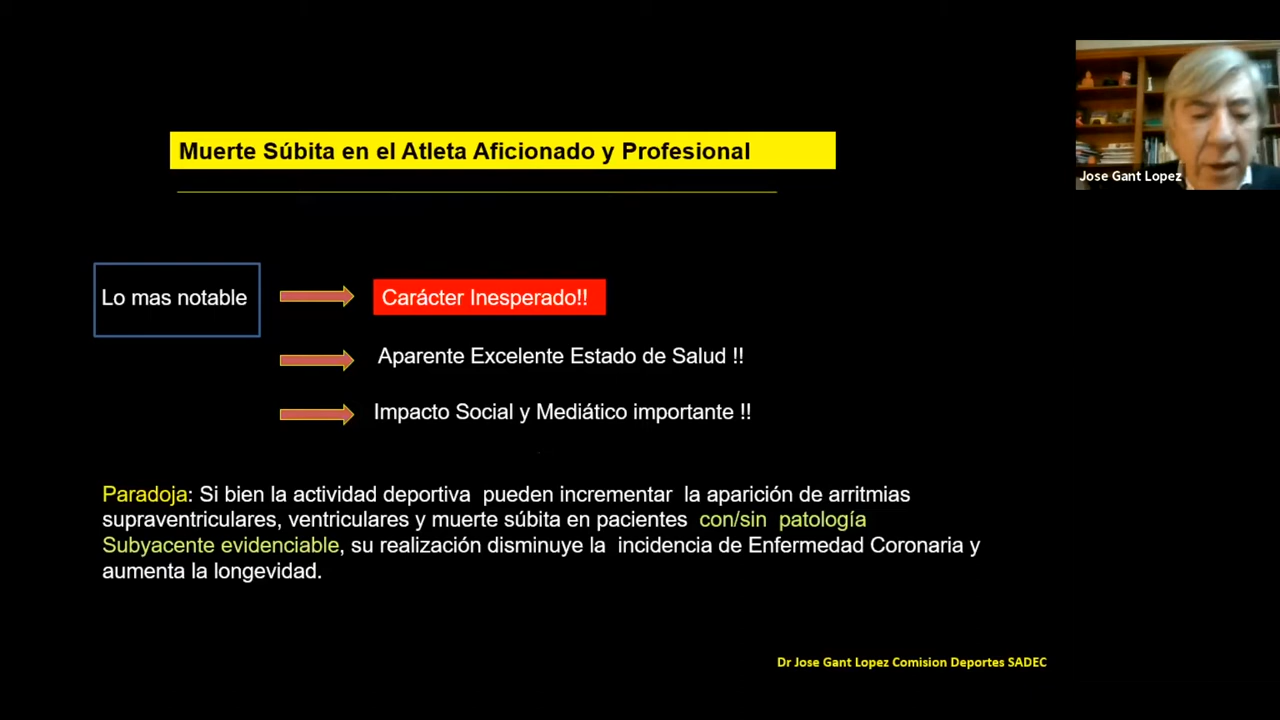 Muerte Súbita en el Atleta Aficionado y Profesional
Jose Gant Lopez
Lo mas notable
Carácter Inesperado!!
Aparente Excelente Estado de Salud !!
Impacto Social y Mediático importante !!
Paradoja: Si bien la actividad deportiva pueden incrementar la aparición de arritmias
supraventriculares, ventriculares y muerte súbita en pacientes con/sin patología
Subyacente evidenciable, su realización disminuye la incidencia de Enfermedad Coronaria y
aumenta la longevidad.
Dr Jose Gant Lopez Comision Deportes SADEC